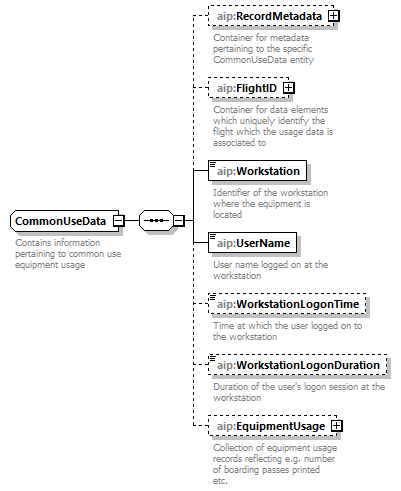 aip:RecordMetadata
Container for metadata
pertaining to the specific
CommonUseData entity
aip:FlightID
Container for data elements
which uniquely identify the
flight which the usage data is
associated to
aip:Workstation
Identifier of the workstation
where the equipment is
located
CommonUseData
Contains information
pertaining to common use
equipment usage
aip:UserName
User name logged on at the
workstation
aip:WorkstationLogonTime
Time at which the user logged on to
the workstation
aip:WorkstationLogonDuration
Duration of the user's logon session at the
workstation
aip:EquipmentUsage
Collection of equipment usage
records reflecting e.g. number
of boarding passes printed
etc.